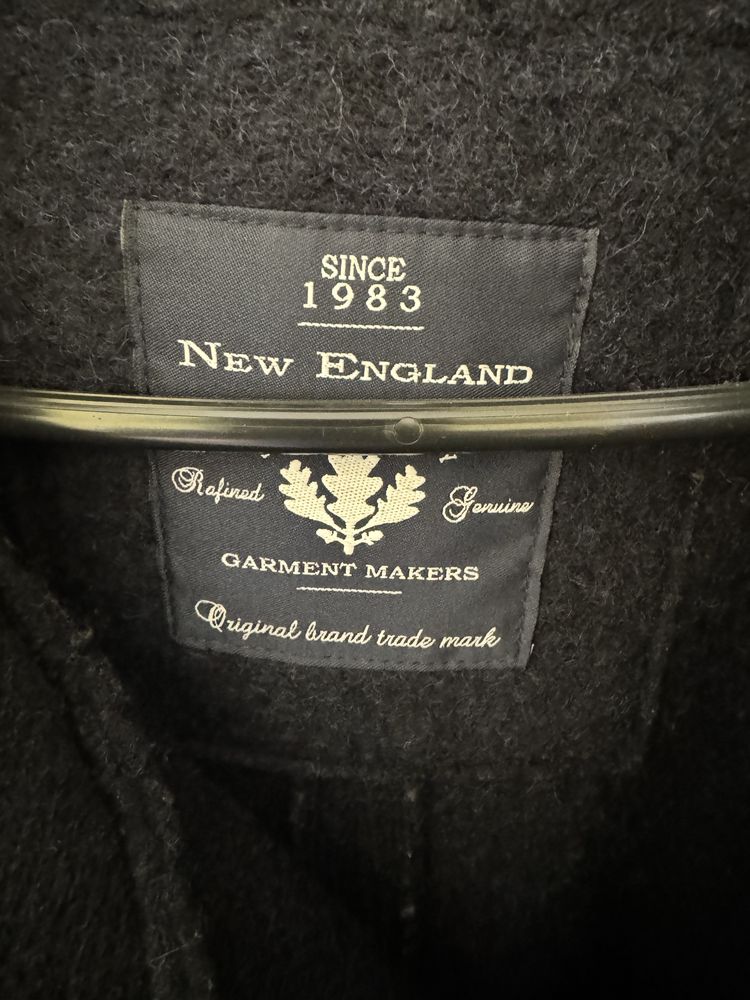 SINCE
1983
NEW ENGLAND
Refined
Genuine
GARMENT MAKERS
Original brand trade mark